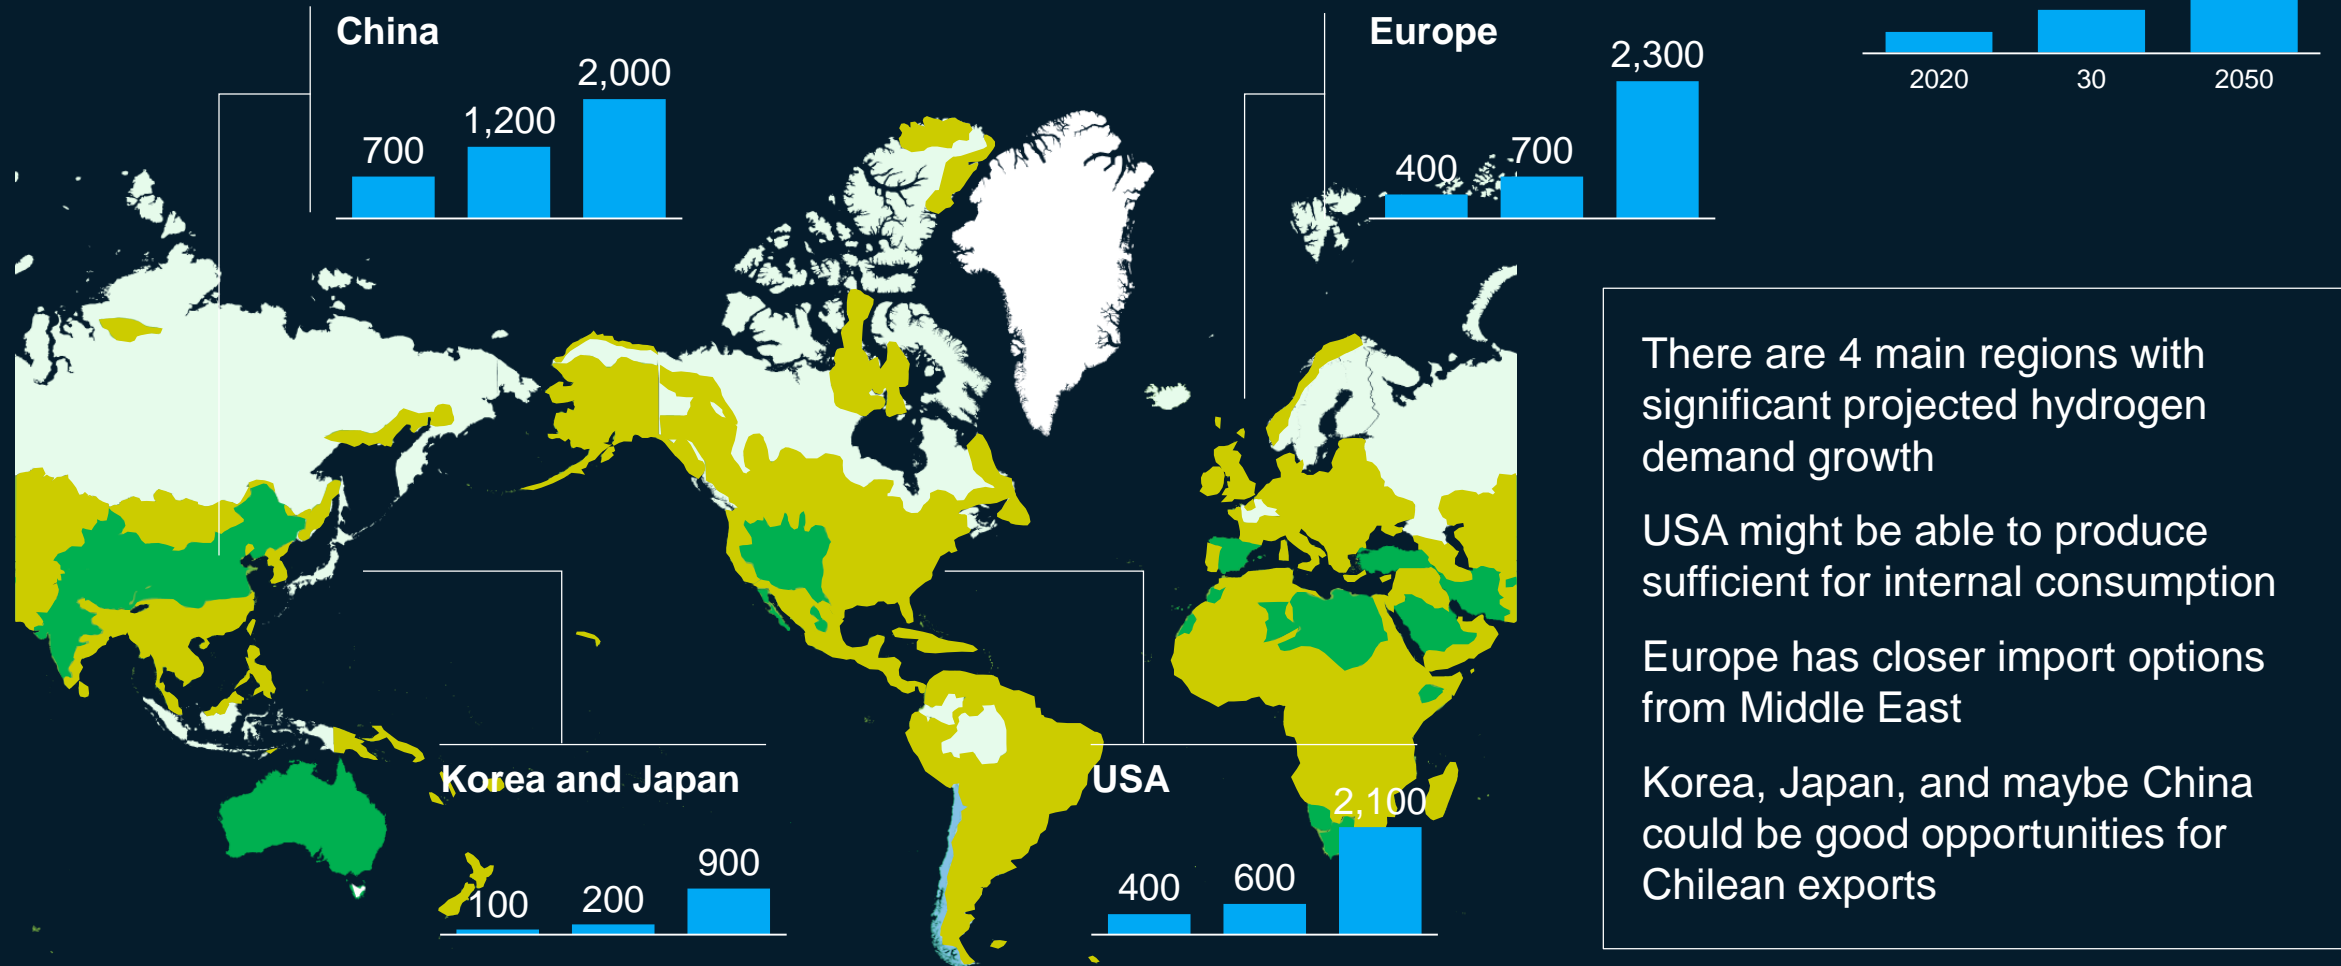 China
700
1,200
2,000
Europe
400
700
2,300
2020
30
2050
There are 4 main regions with
significant projected hydrogen
demand growth
USA might be able to produce
sufficient for internal consumption
Europe has closer import options
from Middle East
Korea, Japan, and maybe China
could be good opportunities for
Chilean exports
Korea and Japan
100
200
900
USA
400
600
2,100